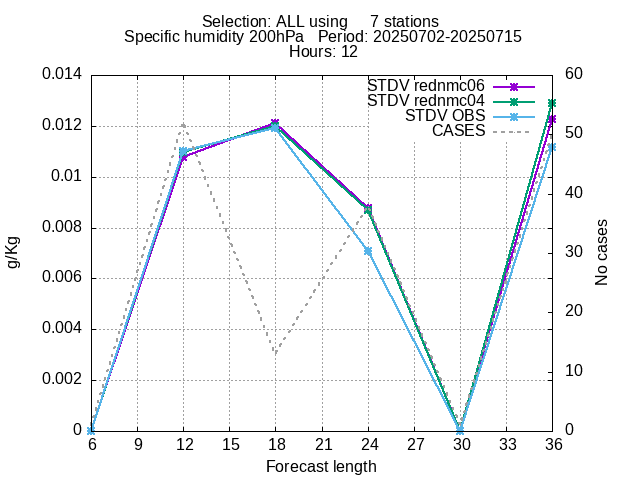 Selection: ALL using     7 stations
Specific humidity 200hPa   Period: 20250702-20250715
Hours: 12
STDV rednmc06
STDV rednmc04
STDV OBS
CASES
g/Kg
0.014
0.012
0.01
0.008
0.006
0.004
0.002
0
60
50
40
30
20
10
0
No cases
6 9 12 15 18 21 24 27 30 33 36
Forecast length